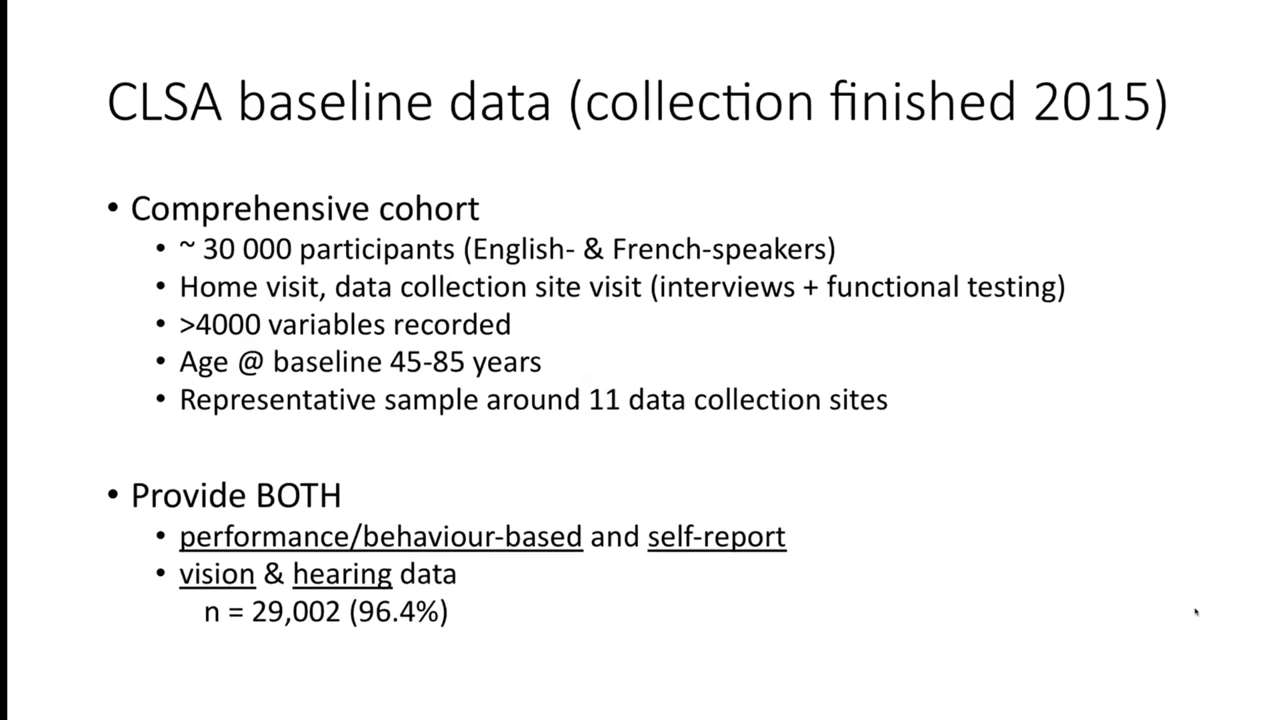 CLSA baseline data (collection finished 2015)
• Comprehensive cohort
• ~ 30 000 participants (English- & French-speakers)
• Home visit, data collection site visit (interviews + functional testing)
• >4000 variables recorded
• Age @ baseline 45-85 years
• Representative sample around 11 data collection sites
• Provide BOTH
• performance/behaviour-based and self-report
• vision & hearing data
n = 29,002 (96.4%)